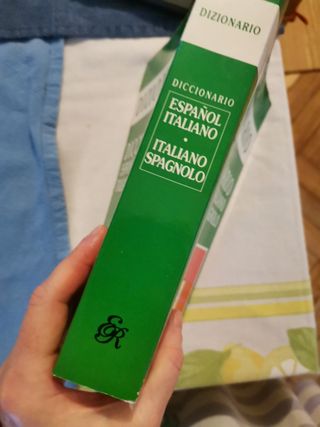 DIZIONARIO
DICCIONARIO
ESPAÑOL
ITALIANO
•
ITALIANO
SPAGNOLO
ER